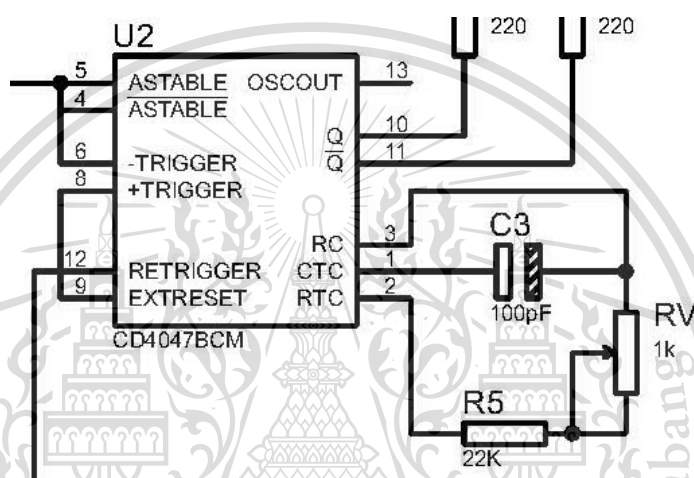 U2
220 220
5 ASTABLE OSCOUT 13
4 ASTABLE
Q 10
6 -TRIGGER Q 11
8 +TRIGGER
RC 3 C3
12 RETRIGGER CTC 1
9 EXTRESET RTC 2
100pF
RV
1k
CD4047BCM
R5
22K
abang